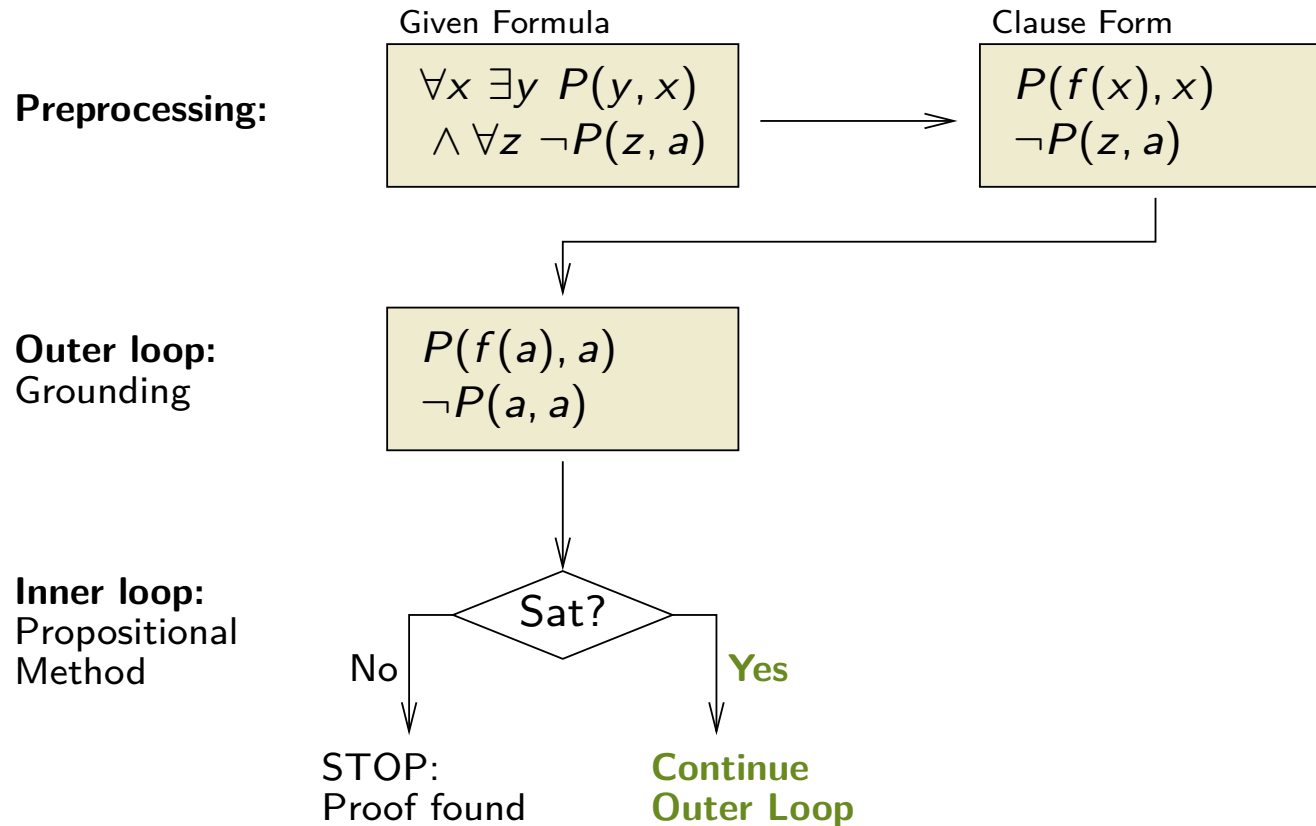 Given Formula
Clause Form
Preprocessing:
∀x ∃y P(y, x)
∧ ∀z ¬P(z, a)
P(f(x), x)
¬P(z, a)
Outer loop:
Grounding
P(f(a), a)
¬P(a, a)
Inner loop:
Propositional
Method
Sat?
No
Yes
STOP:
Proof found
Continue
Outer Loop